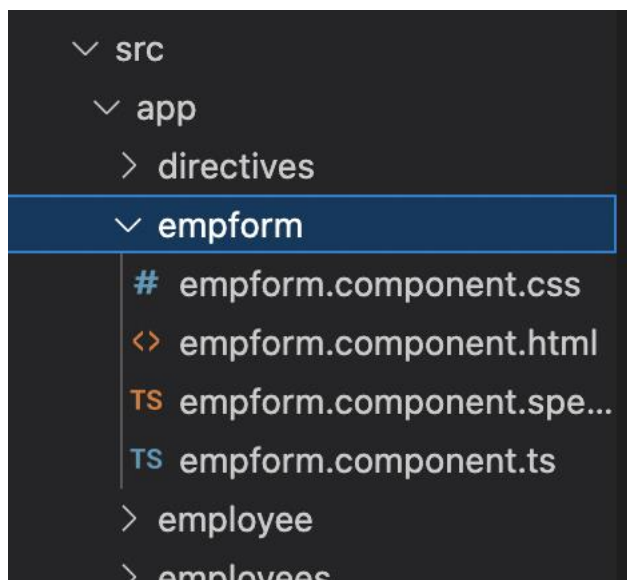 src
app
directives
empform
# empform.component.css
<> empform.component.html
TS empform.component.spe...
TS empform.component.ts
employee
employees